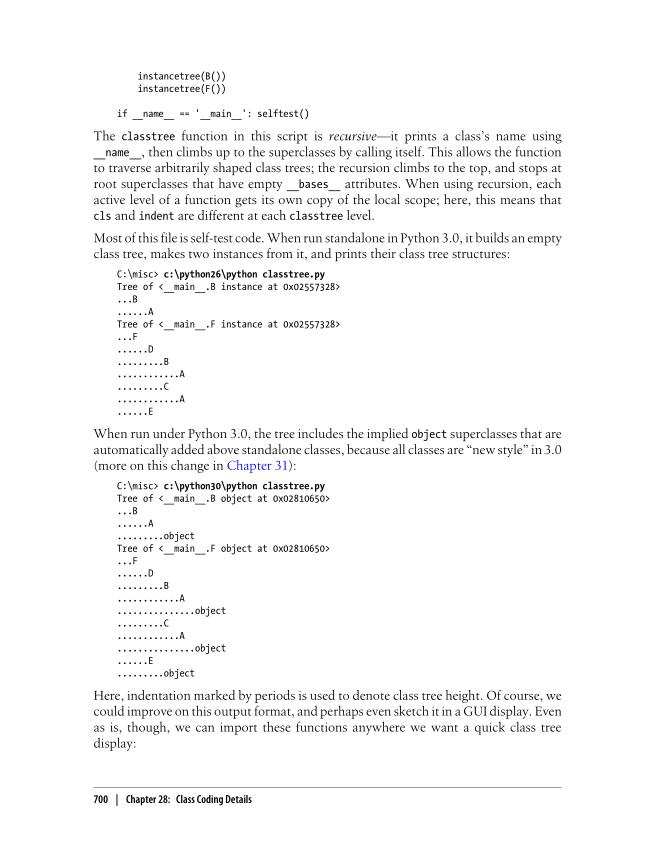 instancetree(B())
instancetree(F())
if __name__ == '__main__': selftest()
The classtree function in this script is recursive—it prints a class’s name using
__name__, then climbs up to the superclasses by calling itself. This allows the function
to traverse arbitrarily shaped class trees; the recursion climbs to the top, and stops at
root superclasses that have empty __bases__ attributes. When using recursion, each
active level of a function gets its own copy of the local scope; here, this means that
cls and indent are different at each classtree level.
Most of this file is self-test code. When run standalone in Python 3.0, it builds an empty
class tree, makes two instances from it, and prints their class tree structures:
C:\misc> c:\python26\python classtree.py
Tree of <__main__.B instance at 0x02557328>
...B
......A
Tree of <__main__.F instance at 0x02557328>
...F
......D
.........B
............A
.........C
............A
......E
When run under Python 3.0, the tree includes the implied object superclasses that are
automatically added above standalone classes, because all classes are “new style” in 3.0
(more on this change in Chapter 31):
C:\misc> c:\python30\python classtree.py
Tree of <__main__.B object at 0x02810650>
...B
......A
.........object
Tree of <__main__.F object at 0x02810650>
...F
......D
.........B
............A
...............object
.........C
............A
...............object
......E
.........object
Here, indentation marked by periods is used to denote class tree height. Of course, we
could improve on this output format, and perhaps even sketch it in a GUI display. Even
as is, though, we can import these functions anywhere we want a quick class tree
display:
700 | Chapter 28: Class Coding Details